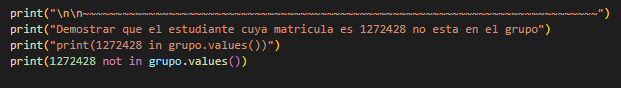 print("\n\n~~~~~~~~~~~~~~~~~~~~~~~~~~~~~~~~~~~~~~~~~~~~~~~~~~~~~~~~~~~~~~~~~~~~~~~~~~~~~~")
print("Demostrar que el estudiante cuya matricula es 1272428 no esta en el grupo")
print("print(1272428 in grupo.values())")
print(1272428 not in grupo.values())